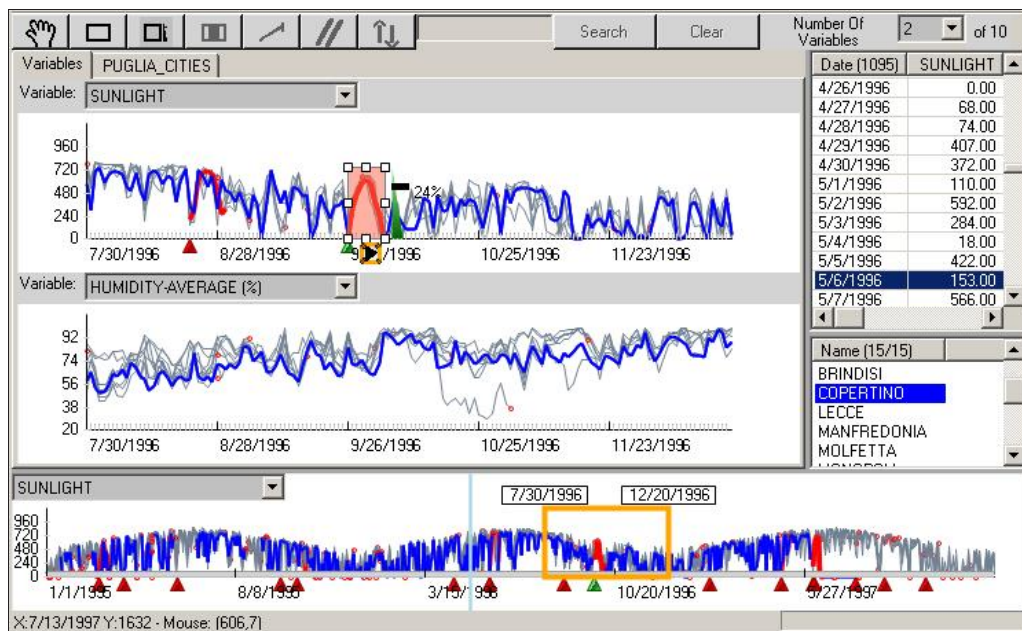 Search Clear Number Of Variables 2 of 10
Variables PUGLIA_CITIES
Variable: SUNLIGHT
960
720
480
240
0
24%
7/30/1996 8/28/1996 /1996 10/25/1996 11/23/1996
Variable: HUMIDITY-AVERAGE (%)
92
74
56
38
20
7/30/1996 8/28/1996 9/26/1996 10/25/1996 11/23/1996
Date (1095) SUNLIGHT
4/26/1996 0.00
4/27/1996 68.00
4/28/1996 74.00
4/29/1996 407.00
4/30/1996 372.00
5/1/1996 110.00
5/2/1996 592.00
5/3/1996 284.00
5/4/1996 18.00
5/5/1996 422.00
5/6/1996 153.00
5/7/1996 566.00
Name (15/15)
BRINDISI
COPERTINO
LECCE
MANFREDONIA
MOLFETTA
SUNLIGHT
7/30/1996 12/20/1996
960
720
480
240
0
1/1/1995 8/8/1995 10/20/1996
X:7/13/1997 Y:1632 - Mouse: (606,7)